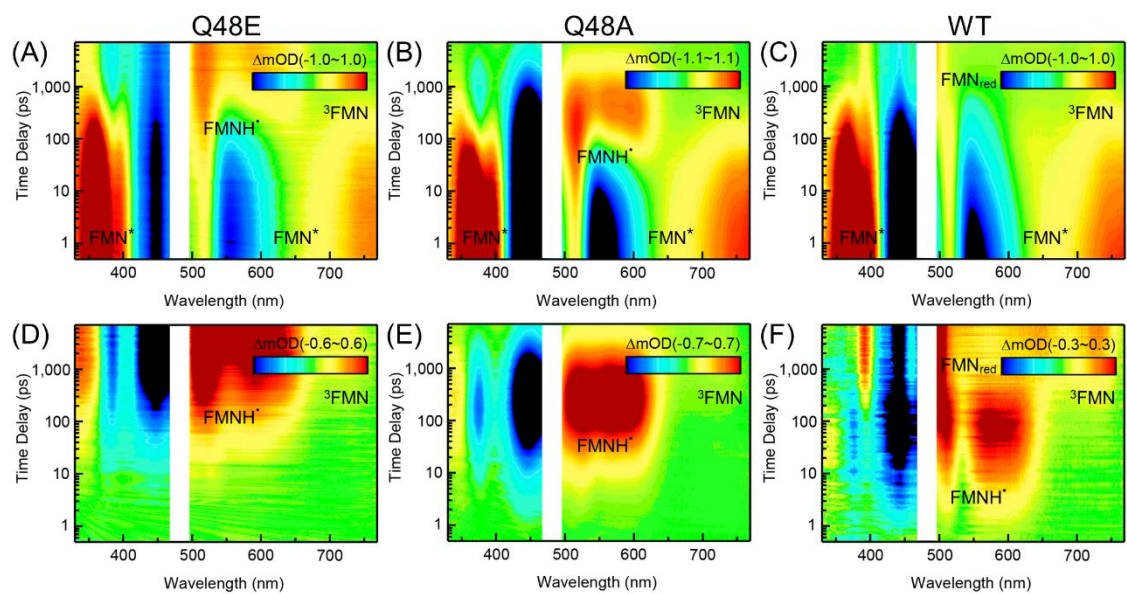 Q48E Q48A WT
(A) (B) (C)
ΔmOD(-1.0~1.0) ΔmOD(-1.1~1.1) ΔmOD(-1.0~1.0)
1,000 1,000 1,000 FMNred
³FMN ³FMN ³FMN
FMNH*
100 100 100
FMNH*
10 10 10
FMN* FMN* FMN* FMN* FMN* FMN*
1 1 1
Time Delay (ps) Time Delay (ps) Time Delay (ps)
400 500 600 700 400 500 600 700 400 500 600 700
Wavelength (nm) Wavelength (nm) Wavelength (nm)
(D) (E) (F)
ΔmOD(-0.6~0.6) ΔmOD(-0.7~0.7) ΔmOD(-0.3~0.3)
1,000 1,000 1,000 FMNred
³FMN ³FMN ³FMN
FMNH*
100 100 100
FMNH*
10 10 10
FMNH*
1 1 1
Time Delay (ps) Time Delay (ps) Time Delay (ps)
400 500 600 700 400 500 600 700 400 500 600 700
Wavelength (nm) Wavelength (nm) Wavelength (nm)